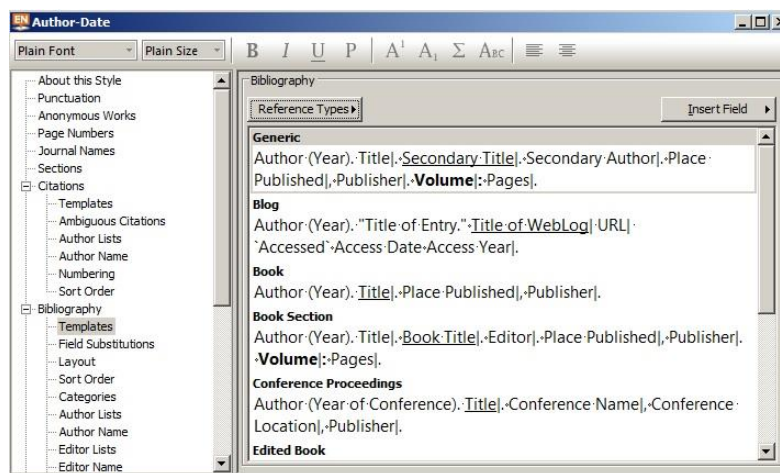 EN Author-Date
Plain Font Plain Size B I U P A¹ A₁ Σ Aʙᴄ
About this Style
Punctuation
Anonymous Works
Page Numbers
Journal Names
Sections
Citations
Templates
Ambiguous Citations
Author Lists
Author Name
Numbering
Sort Order
Bibliography
Templates
Field Substitutions
Layout
Sort Order
Categories
Author Lists
Author Name
Editor Lists
Editor Name
Bibliography
Reference Types Insert Field
Generic
Author·(Year).·Title|.·Secondary·Title|.·Secondary·Author|.·Place·
Published|,·Publisher|.·Volume|:·Pages|.
Blog
Author·(Year).·"Title·of·Entry."·Title·of·WebLog|·URL|·
`Accessed`·Access·Date·Access·Year|.
Book
Author·(Year).·Title|.·Place·Published|,·Publisher|.
Book Section
Author·(Year).·Title|.·Book·Title|.·Editor|.·Place·Published|,·Publisher|.
·Volume|:·Pages|.
Conference Proceedings
Author·(Year·of·Conference).·Title|.·Conference·Name|,·Conference·
Location|,·Publisher|.
Edited Book